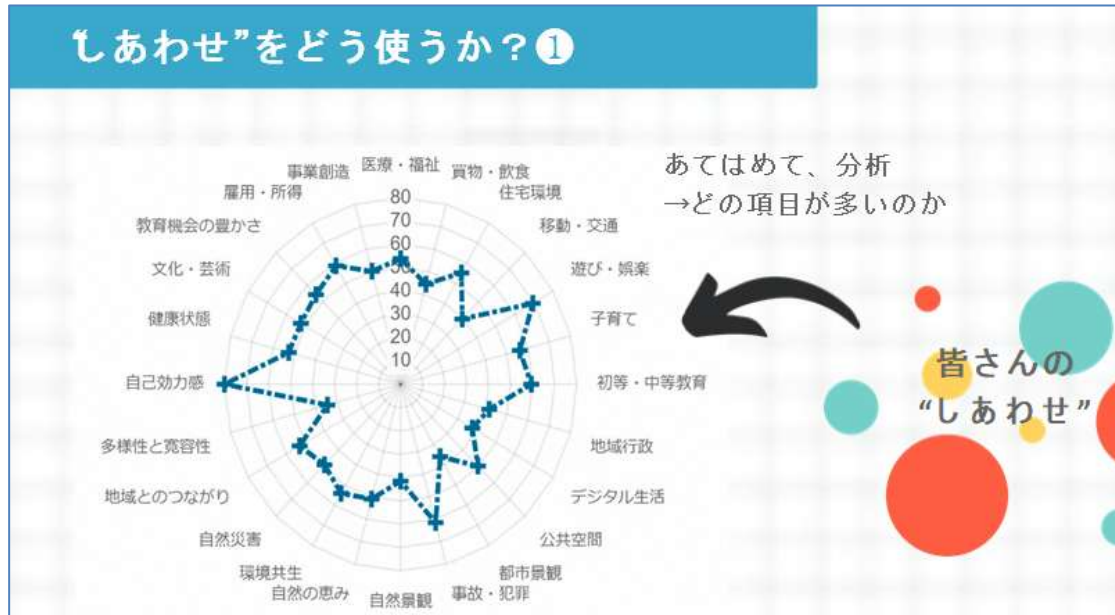 “しあわせ”をどう使うか？❶
あてはめて、分析
→どの項目が多いのか
皆さんの
“しあわせ”
医療・福祉
買物・飲食
住宅環境
移動・交通
遊び・娯楽
子育て
初等・中等教育
地域行政
デジタル生活
公共空間
都市景観
事故・犯罪
自然景観
自然の恵み
環境共生
自然災害
地域とのつながり
多様性と寛容性
自己効力感
健康状態
文化・芸術
教育機会の豊かさ
雇用・所得
事業創造
80
70
60
50
40
30
20
10